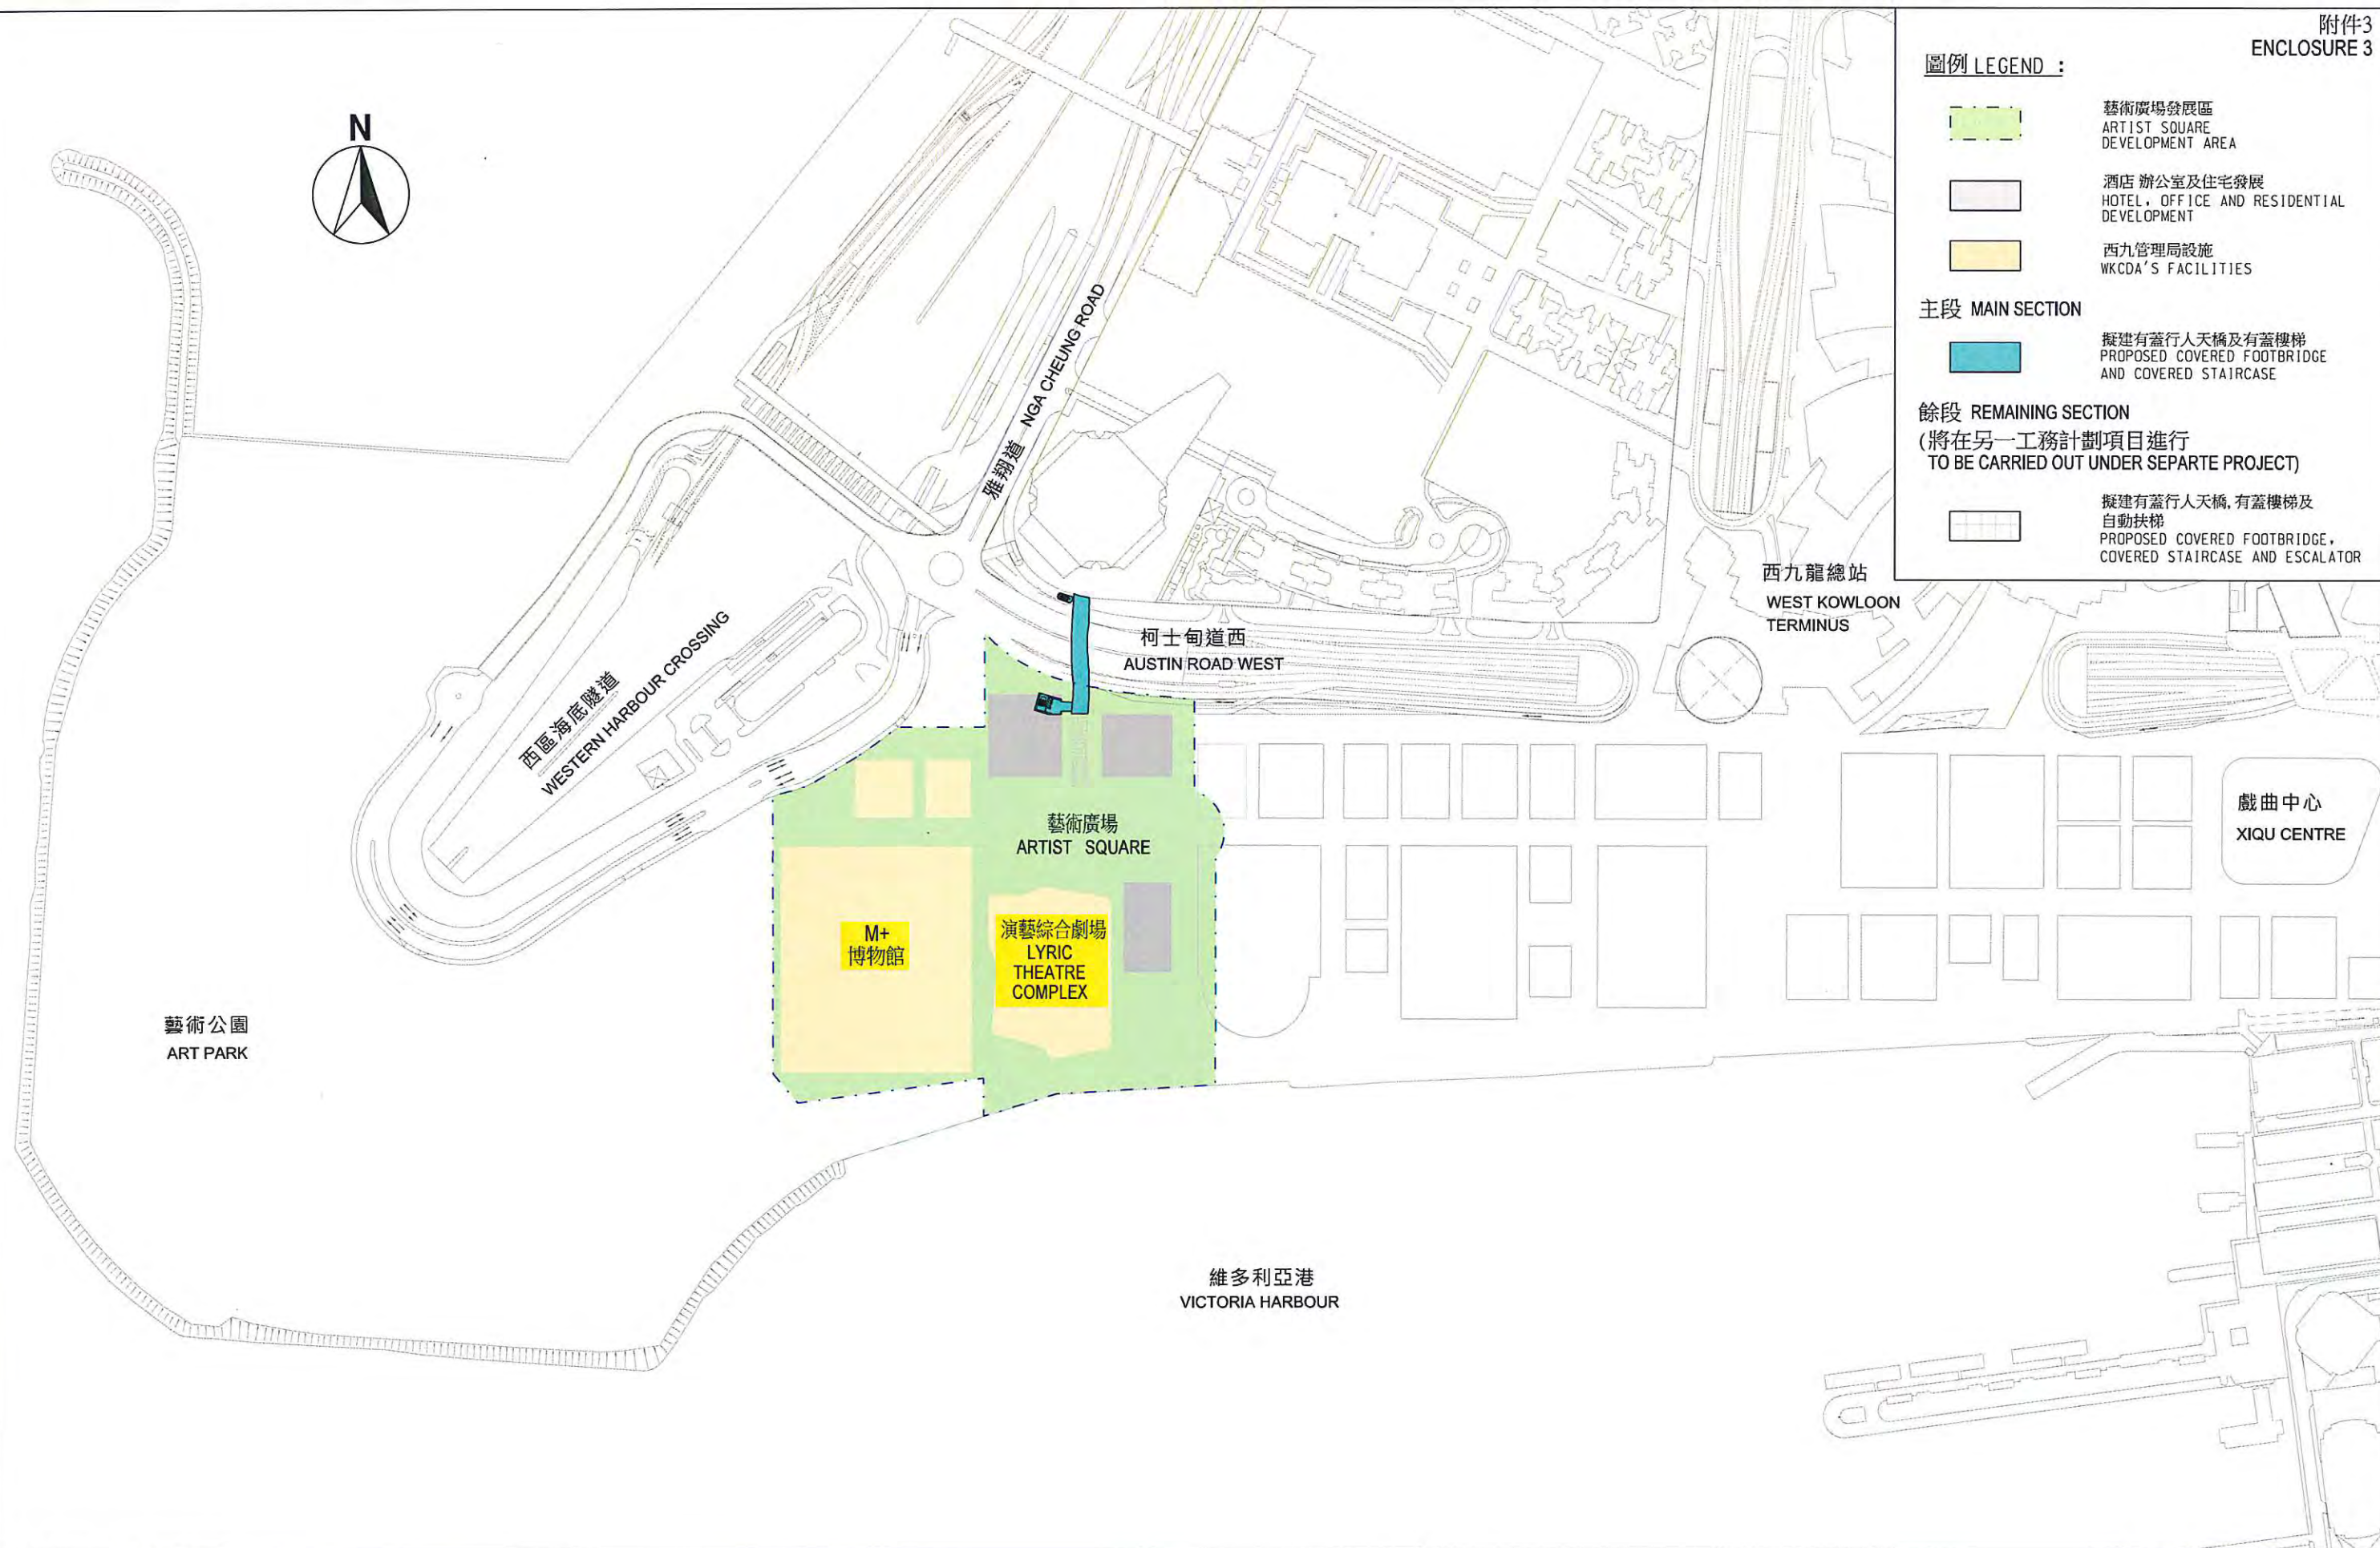 附件3
ENCLOSURE 3
圖例 LEGEND :
藝術廣場發展區
ARTIST SQUARE
DEVELOPMENT AREA
酒店 辦公室及住宅發展
HOTEL, OFFICE AND RESIDENTIAL
DEVELOPMENT
西九管理局設施
WKCDA'S FACILITIES
主段 MAIN SECTION
擬建有蓋行人天橋及有蓋樓梯
PROPOSED COVERED FOOTBRIDGE
AND COVERED STAIRCASE
餘段 REMAINING SECTION
(將在另一工務計劃項目進行
TO BE CARRIED OUT UNDER SEPARTE PROJECT)
擬建有蓋行人天橋, 有蓋樓梯及
自動扶梯
PROPOSED COVERED FOOTBRIDGE,
COVERED STAIRCASE AND ESCALATOR
N
雅翔道 NGA CHEUNG ROAD
西區海底隧道
WESTERN HARBOUR CROSSING
柯士甸道西
AUSTIN ROAD WEST
西九龍總站
WEST KOWLOON
TERMINUS
戲曲中心
XIQU CENTRE
藝術廣場
ARTIST SQUARE
M+
博物館
演藝綜合劇場
LYRIC
THEATRE
COMPLEX
藝術公園
ART PARK
維多利亞港
VICTORIA HARBOUR